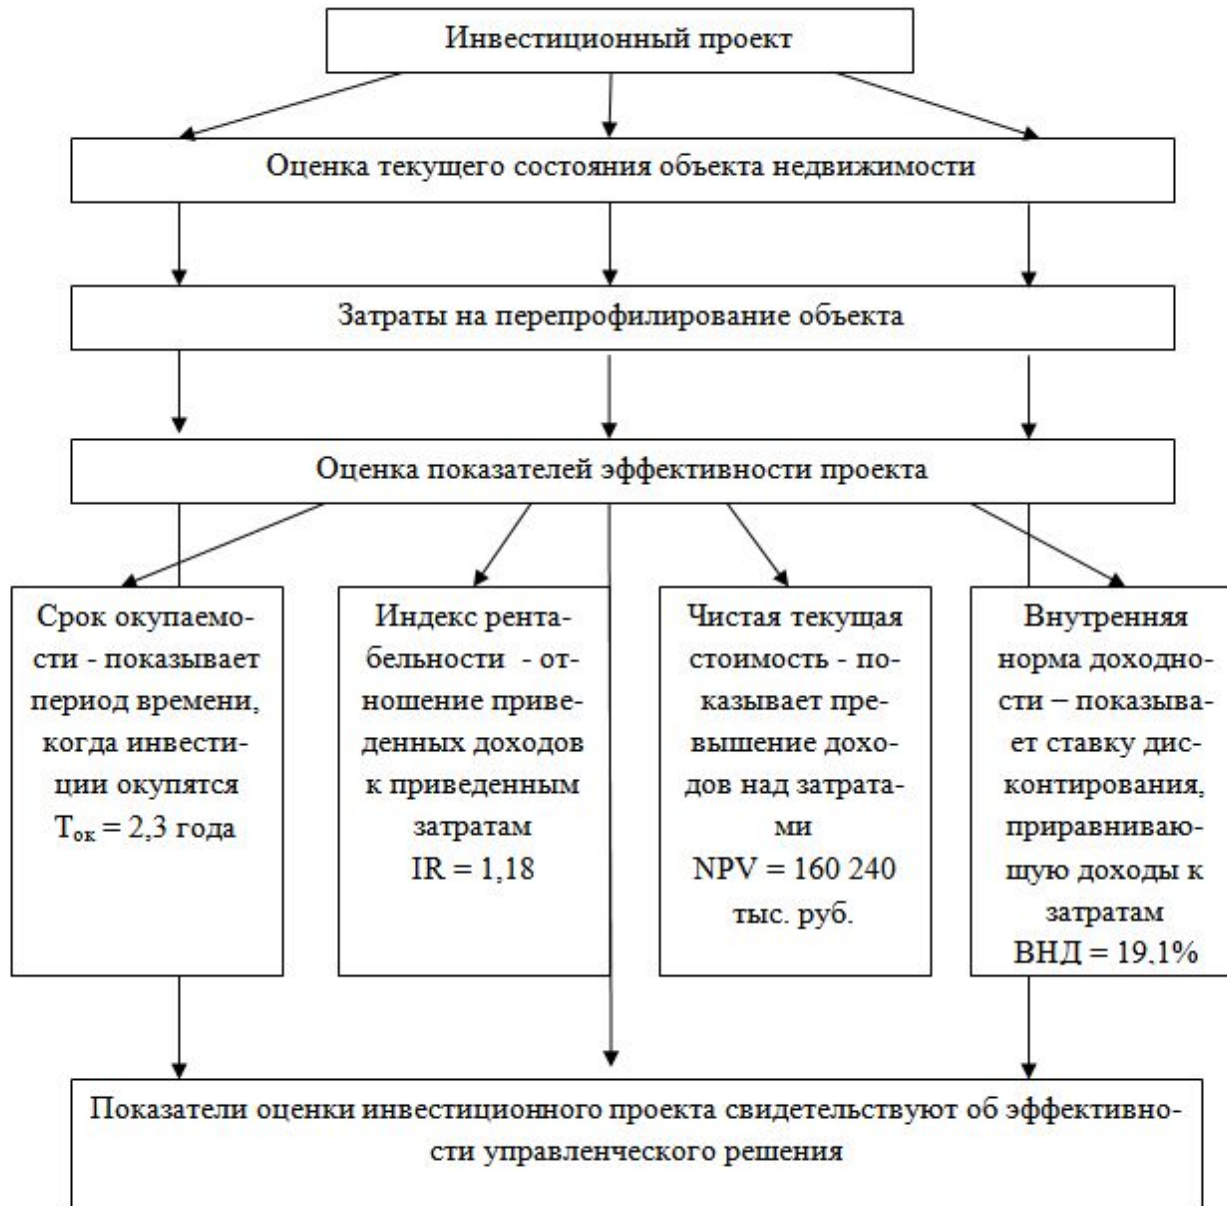 Инвестиционный проект
Оценка текущего состояния объекта недвижимости
Затраты на перепрофилирование объекта
Оценка показателей эффективности проекта
Срок окупаемо-
сти - показывает
период времени,
когда инвести-
ции окупятся
Tок = 2,3 года
Индекс рента-
бельности - от-
ношение приве-
денных доходов
к приведенным
затратам
IR = 1,18
Чистая текущая
стоимость - по-
казывает пре-
вышение дохо-
дов над затрата-
ми
NPV = 160 240
тыс. руб.
Внутренняя
норма доходно-
сти – показыва-
ет ставку дис-
контирования,
приравниваю-
щую доходы к
затратам
ВНД = 19,1%
Показатели оценки инвестиционного проекта свидетельствуют об эффективно-
сти управленческого решения